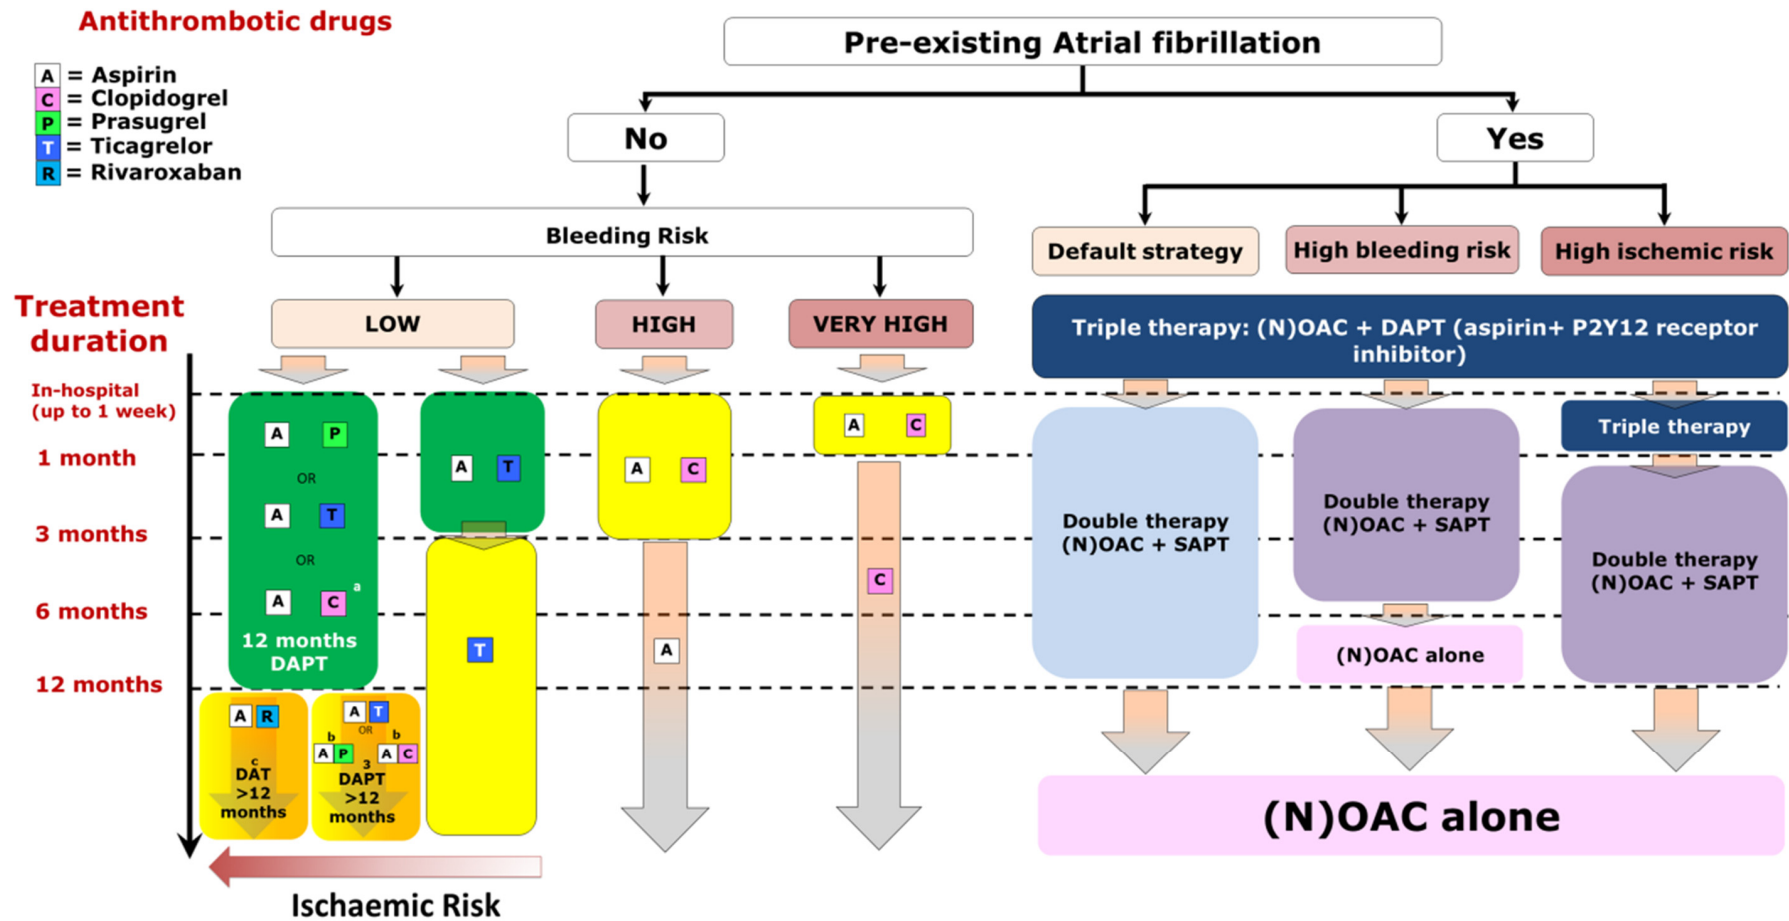 Antithrombotic drugs
A = Aspirin
C = Clopidogrel
P = Prasugrel
T = Ticagrelor
R = Rivaroxaban
Pre-existing Atrial fibrillation
No
Yes
Bleeding Risk
LOW
HIGH
VERY HIGH
Default strategy
High bleeding risk
High ischemic risk
Treatment
duration
In-hospital
(up to 1 week)
1 month
3 months
6 months
12 months
A P
OR
A T
OR
A C a
12 months
DAPT
A R
c
DAT
>12
months
A T
OR
b b
A P A C
3
DAPT
>12
months
A T
T
A C
A
A C
C
Triple therapy: (N)OAC + DAPT (aspirin+ P2Y12 receptor
inhibitor)
Double therapy
(N)OAC + SAPT
Double therapy
(N)OAC + SAPT
(N)OAC alone
Triple therapy
Double therapy
(N)OAC + SAPT
(N)OAC alone
Ischaemic Risk